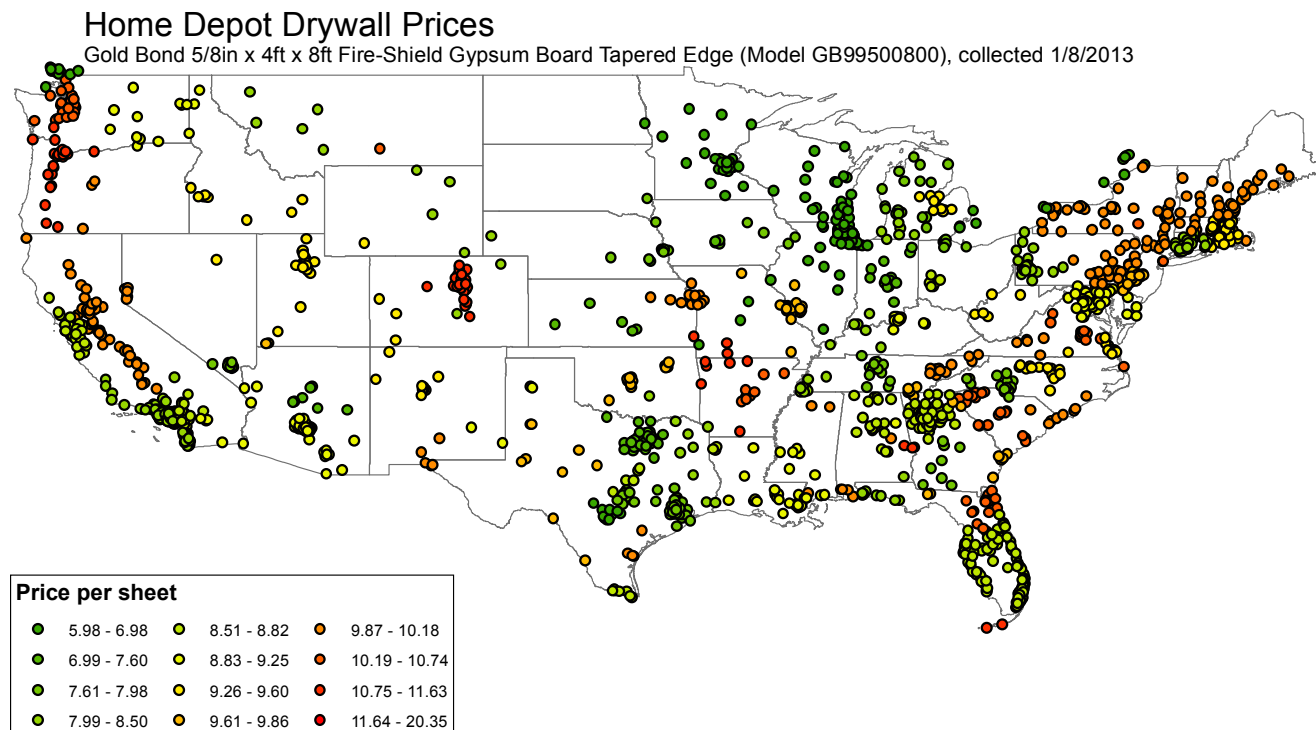 Home Depot Drywall Prices
Gold Bond 5/8in x 4ft x 8ft Fire-Shield Gypsum Board Tapered Edge (Model GB99500800), collected 1/8/2013
Price per sheet
5.98 - 6.98 8.51 - 8.82 9.87 - 10.18
6.99 - 7.60 8.83 - 9.25 10.19 - 10.74
7.61 - 7.98 9.26 - 9.60 10.75 - 11.63
7.99 - 8.50 9.61 - 9.86 11.64 - 20.35